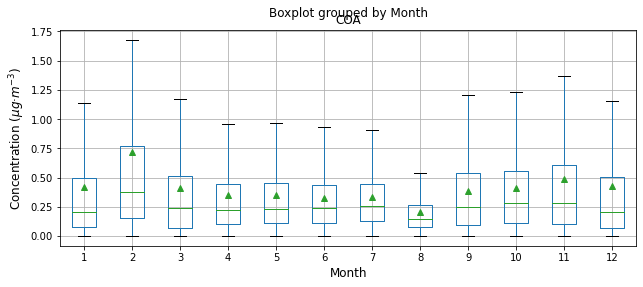 Boxplot grouped by Month
COA
1.75
1.50
1.25
1.00
0.75
0.50
0.25
0.00
Concentration (μg·m⁻³)
1 2 3 4 5 6 7 8 9 10 11 12
Month